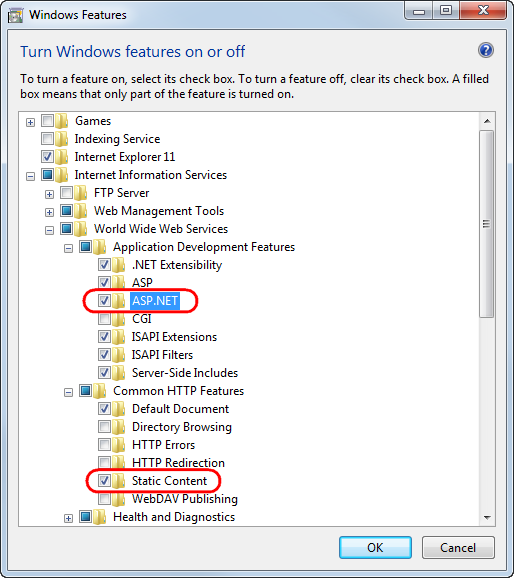 Windows Features
Turn Windows features on or off
To turn a feature on, select its check box. To turn a feature off, clear its check box. A filled
box means that only part of the feature is turned on.
Games
Indexing Service
Internet Explorer 11
Internet Information Services
FTP Server
Web Management Tools
World Wide Web Services
Application Development Features
.NET Extensibility
ASP
ASP.NET
CGI
ISAPI Extensions
ISAPI Filters
Server-Side Includes
Common HTTP Features
Default Document
Directory Browsing
HTTP Errors
HTTP Redirection
Static Content
WebDAV Publishing
Health and Diagnostics
OK Cancel